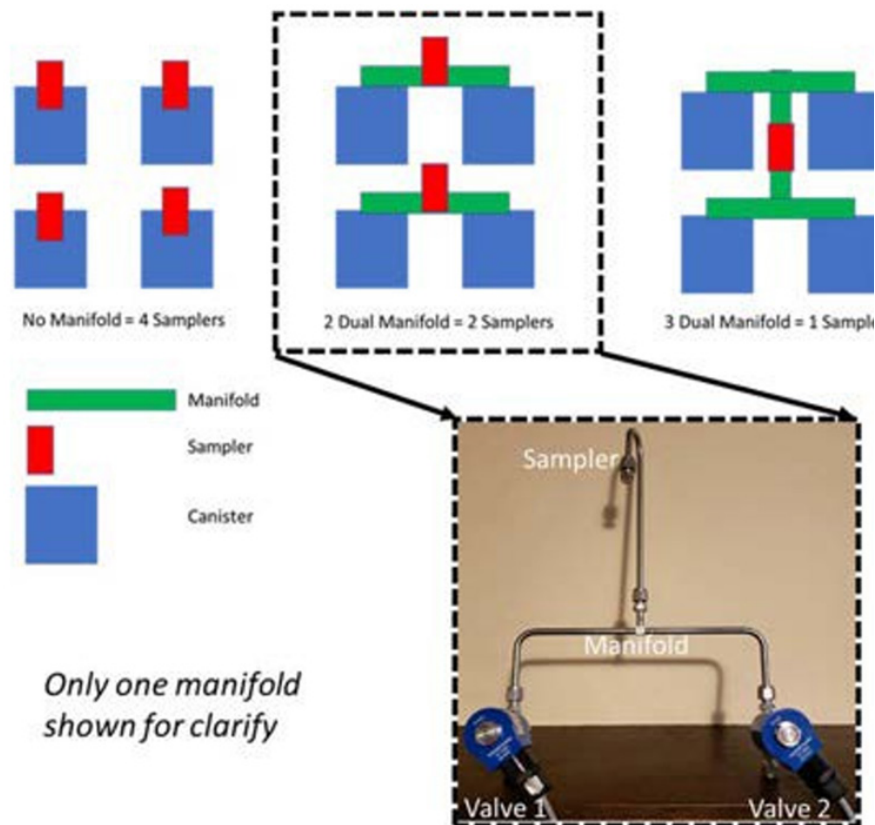 No Manifold = 4 Samplers
2 Dual Manifold = 2 Samplers
3 Dual Manifold = 1 Sample
Manifold
Sampler
Canister
Only one manifold
shown for clarify
Sampler
Manifold
Valve 1
Valve 2